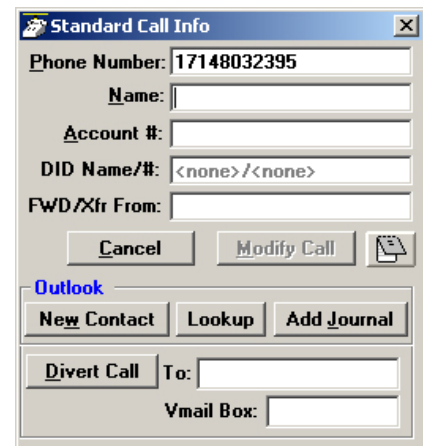 Standard Call Info
Phone Number: 17148032395
Name:
Account #:
DID Name/#: <none>/<none>
FWD/Xfr From:
Cancel Modify Call
Outlook
New Contact Lookup Add Journal
Divert Call To:
Vmail Box: